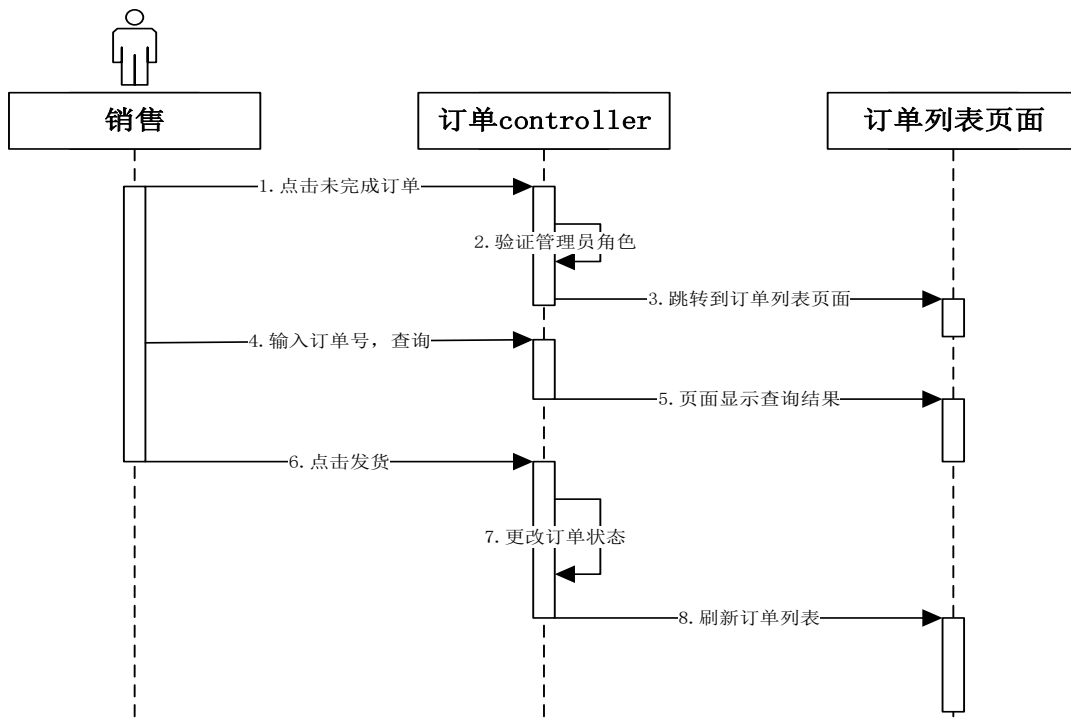 销售
订单controller
订单列表页面
1.点击未完成订单
2.验证管理员角色
3.跳转到订单列表页面
4.输入订单号，查询
5.页面显示查询结果
6.点击发货
7.更改订单状态
8.刷新订单列表